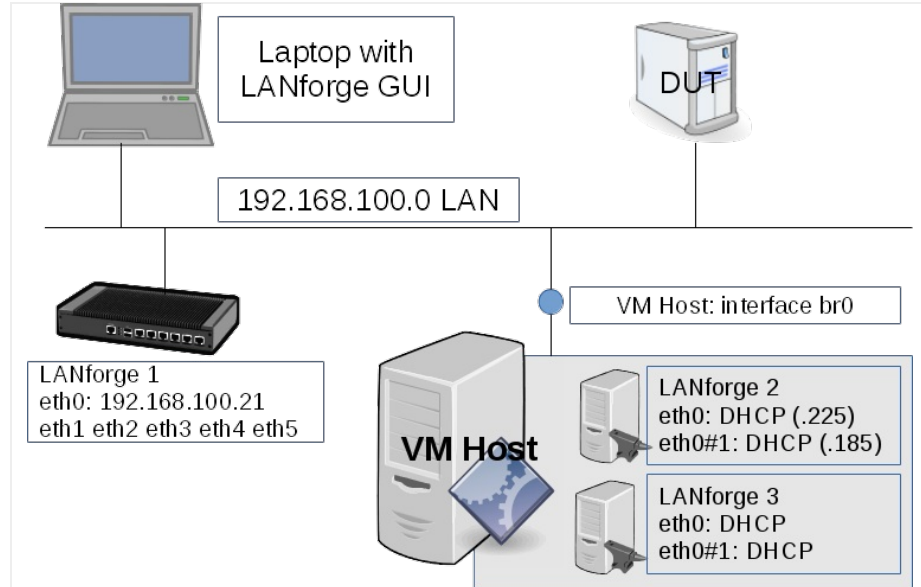 Laptop with
LANforge GUI
DUT
192.168.100.0 LAN
VM Host: interface br0
LANforge 1
eth0: 192.168.100.21
eth1 eth2 eth3 eth4 eth5
VM Host
LANforge 2
eth0: DHCP (.225)
eth0#1: DHCP (.185)
LANforge 3
eth0: DHCP
eth0#1: DHCP